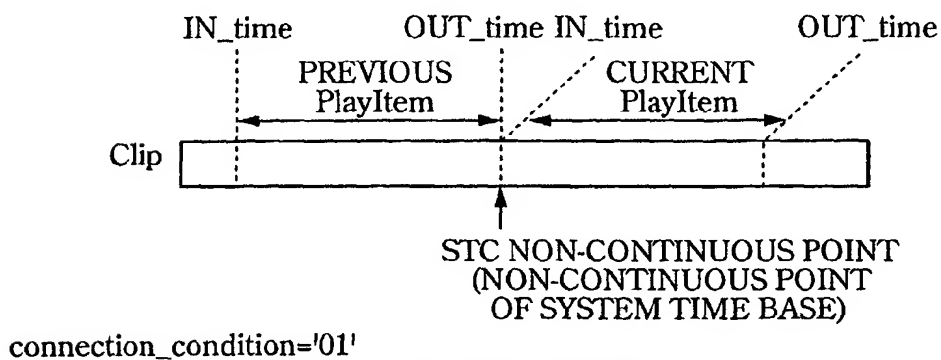 IN_time OUT_time IN_time OUT_time
PREVIOUS CURRENT
PlayItem PlayItem
Clip
STC NON-CONTINUOUS POINT
(NON-CONTINUOUS POINT
OF SYSTEM TIME BASE)
connection_condition='01'